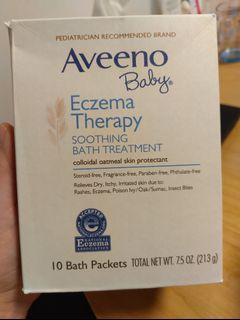 PEDIATRICIAN RECOMMENDED BRAND
Aveeno
Baby®
Eczema
Therapy
SOOTHING
BATH TREATMENT
colloidal oatmeal skin protectant
Steroid-free, Fragrance-free, Paraben-free, Phthalate-free
Relieves Dry, Itchy, Irritated skin due to:
Rashes, Eczema, Poison Ivy/Oak/Sumac, Insect Bites
ACCEPTED
e
NATIONAL
Eczema
ASSOCIATION
10 Bath Packets TOTAL NET WT. 7.5 OZ. (213 g)